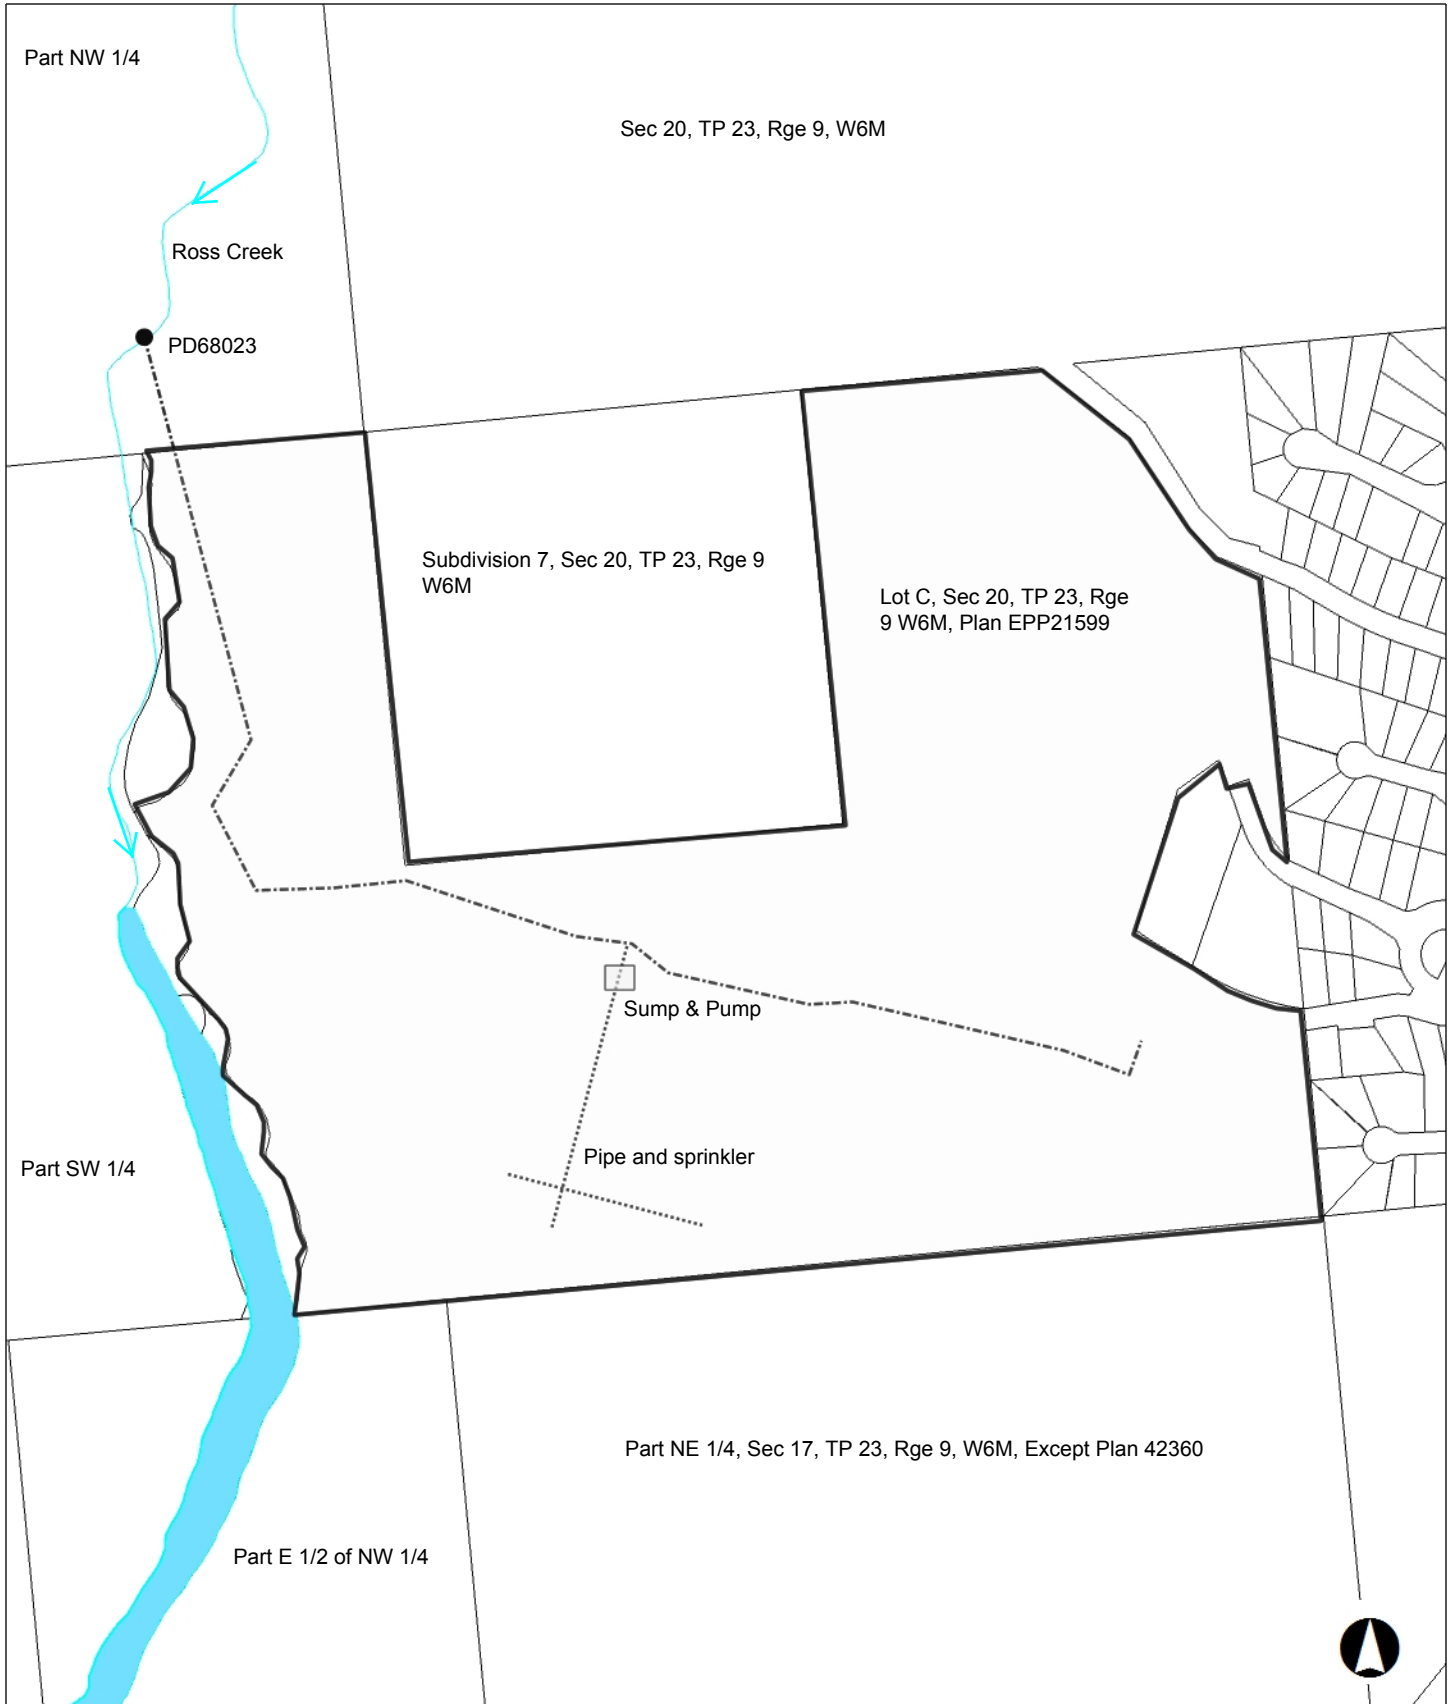 Part NW 1/4
Sec 20, TP 23, Rge 9, W6M
Ross Creek
PD68023
Subdivision 7, Sec 20, TP 23, Rge 9
W6M
Lot C, Sec 20, TP 23, Rge
9 W6M, Plan EPP21599
Sump & Pump
Pipe and sprinkler
Part SW 1/4
Part NE 1/4, Sec 17, TP 23, Rge 9, W6M, Except Plan 42360
Part E 1/2 of NW 1/4